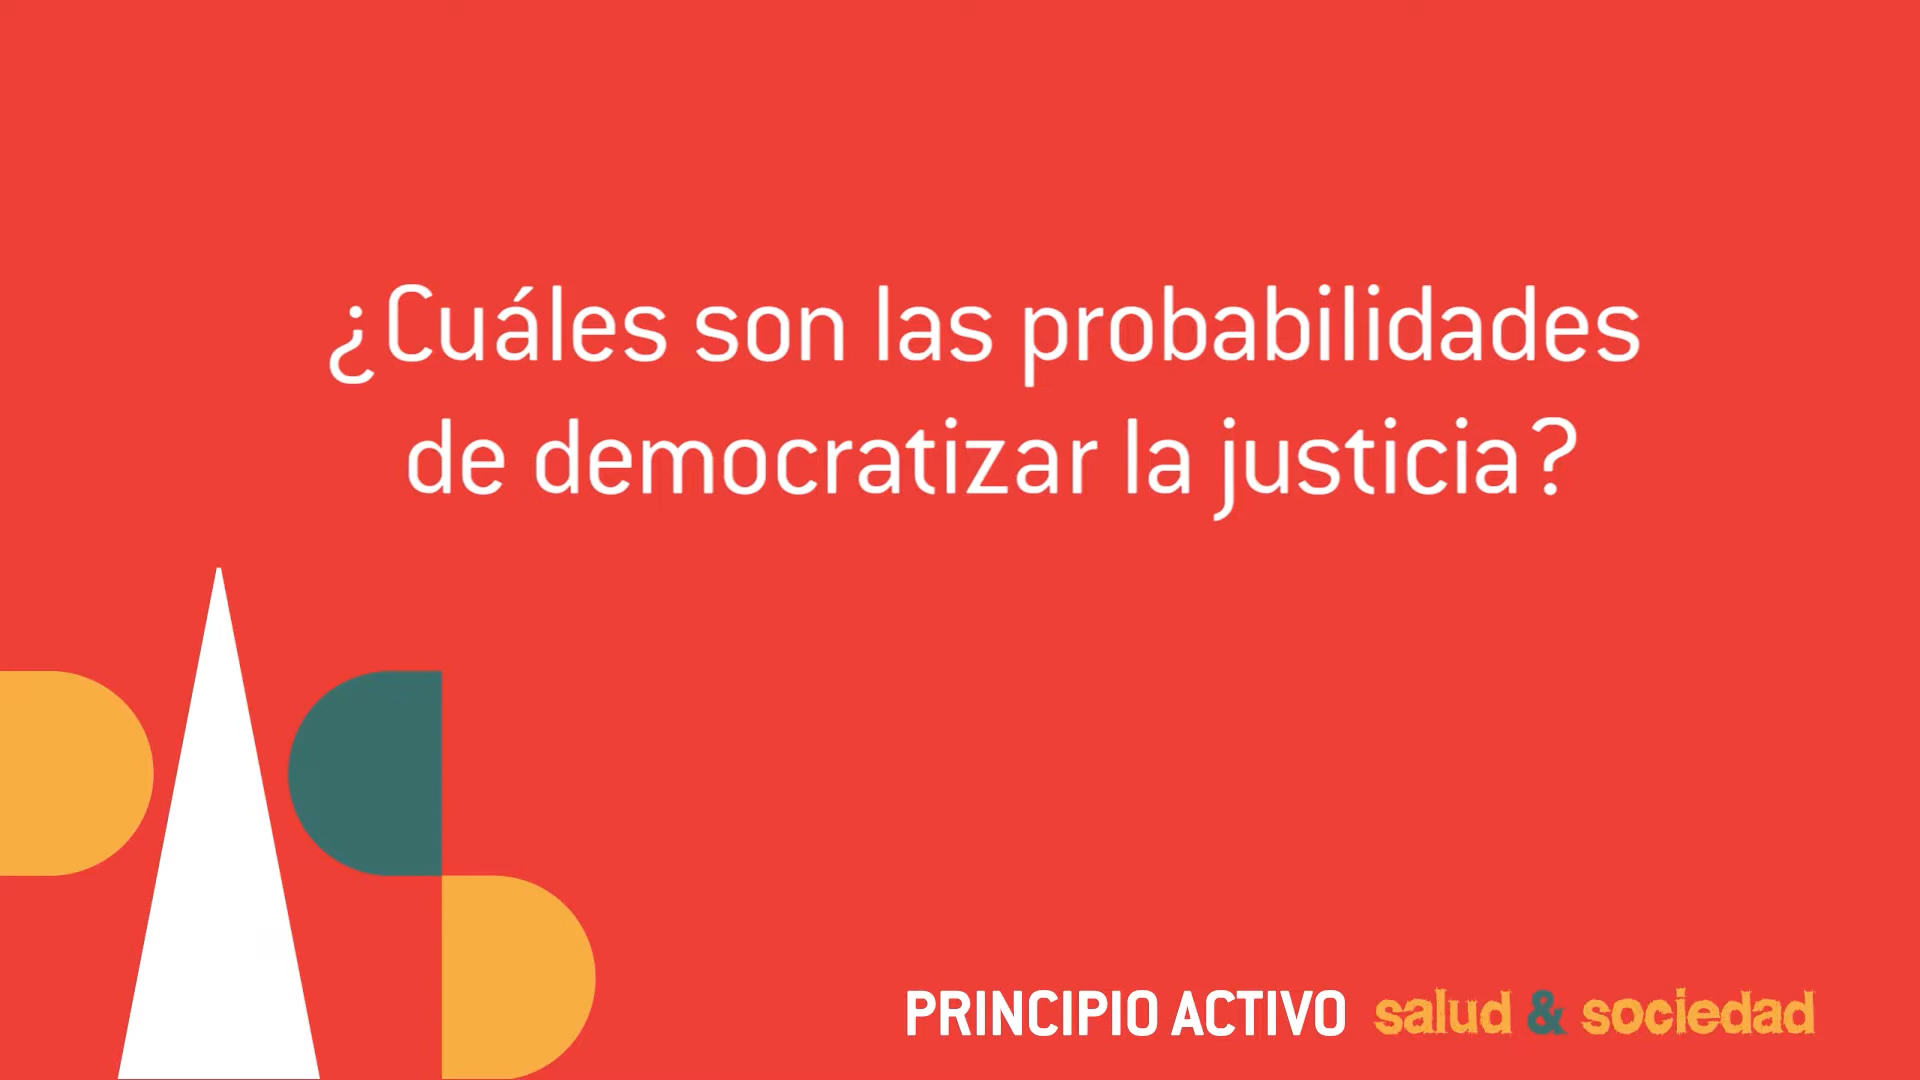 ¿Cuáles son las probabilidades
de democratizar la justicia?
PRINCIPIO ACTIVO salud & sociedad